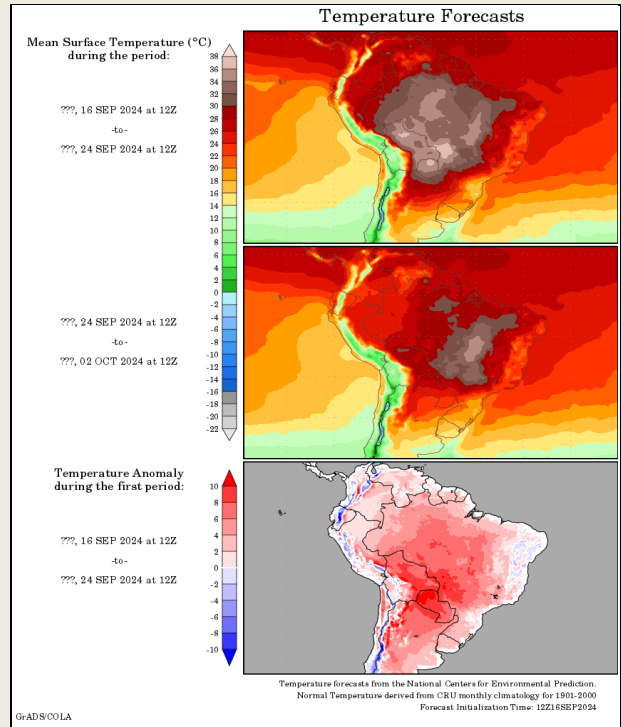 Temperature Forecasts
Mean Surface Temperature (°C)
during the period:
???, 16 SEP 2024 at 12Z
-to-
???, 24 SEP 2024 at 12Z
38
36
34
32
30
28
26
24
23
22
21
20
19
18
17
16
15
14
12
10
8
6
4
2
0
-2
-4
-6
-8
-10
-12
-14
-16
-17
-18
-20
-22
???, 24 SEP 2024 at 12Z
-to-
???, 02 OCT 2024 at 12Z
Temperature Anomaly
during the first period:
???, 16 SEP 2024 at 12Z
-to-
???, 24 SEP 2024 at 12Z
10
8
6
4
2
0
-2
-4
-6
-8
-10
Temperature forecasts from the National Centers for Environmental Prediction.
Normal Temperature derived from CRU monthly climatology for 1901-2000
Forecast Initialization Time: 12Z16SEP2024
GrADS/COLA